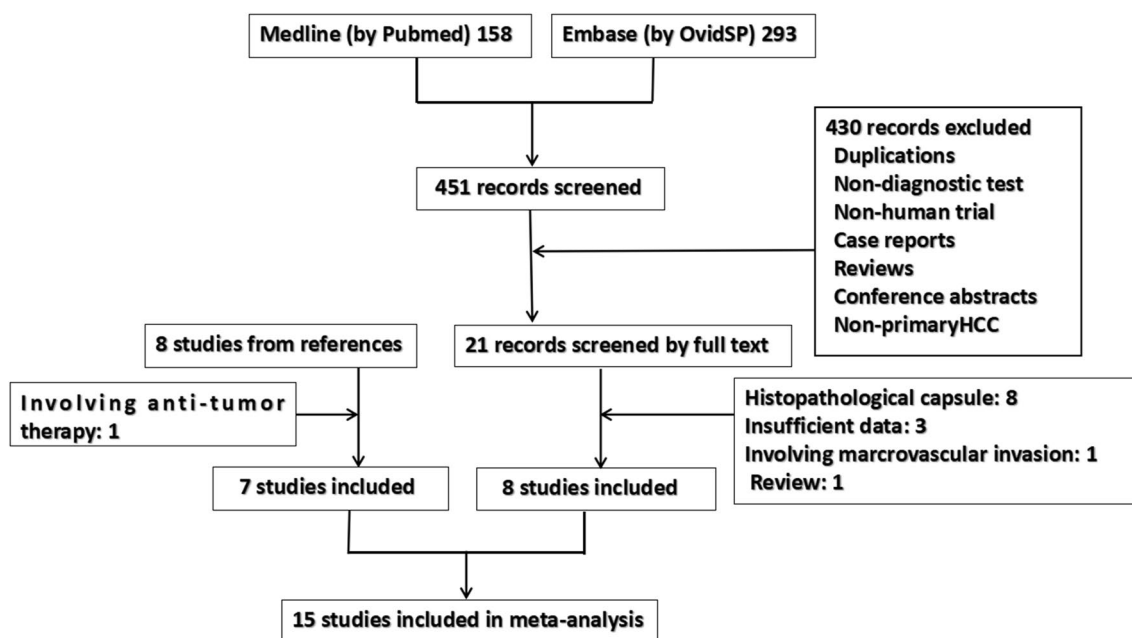 Medline (by Pubmed) 158
Embase (by OvidSP) 293
451 records screened
430 records excluded
Duplications
Non-diagnostic test
Non-human trial
Case reports
Reviews
Conference abstracts
Non-primaryHCC
8 studies from references
21 records screened by full text
Involving anti-tumor
therapy: 1
Histopathological capsule: 8
Insufficient data: 3
Involving marcrovascular invasion: 1
Review: 1
7 studies included
8 studies included
15 studies included in meta-analysis